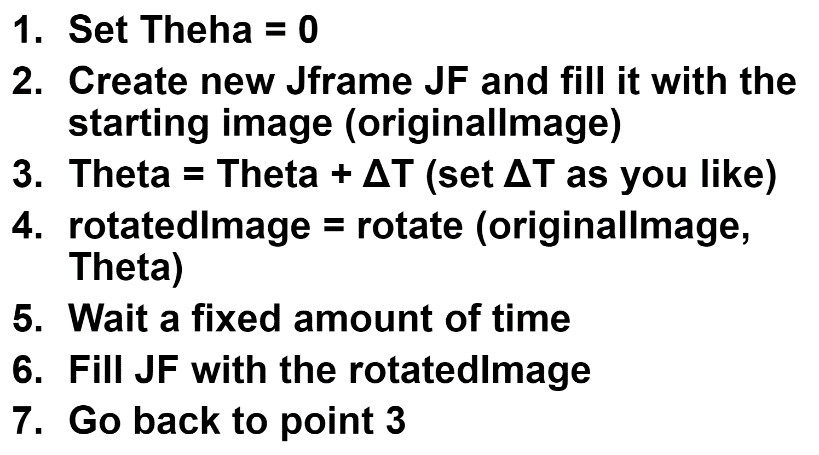 1. Set Theha = 0
2. Create new Jframe JF and fill it with the
starting image (originalImage)
3. Theta = Theta + ΔT (set ΔT as you like)
4. rotatedImage = rotate (originalImage,
Theta)
5. Wait a fixed amount of time
6. Fill JF with the rotatedImage
7. Go back to point 3